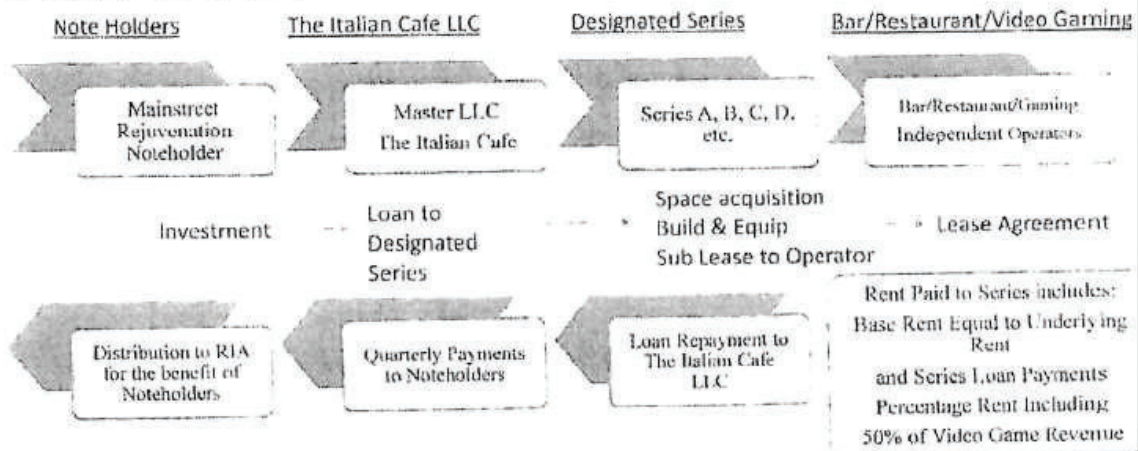 Note Holders
The Italian Cafe LLC
Designated Series
Bar/Restaurant/Video Gaming
Mainstreet
Rejuvenation
Noteholder
Master LLC
The Italian Cafe
Series A, B, C, D,
etc.
Bar/Restaurant/Gaming
Independent Operators
Investment
Loan to
Designated
Series
Space acquisition
Build & Equip
Sub Lease to Operator
Lease Agreement
Distribution to RIA
for the benefit of
Noteholders
Quarterly Payments
to Noteholders
Loan Repayment to
The Italian Cafe
LLC
Rent Paid to Series includes:
Base Rent Equal to Underlying
Rent
and Series Loan Payments
Percentage Rent Including
50% of Video Game Revenue